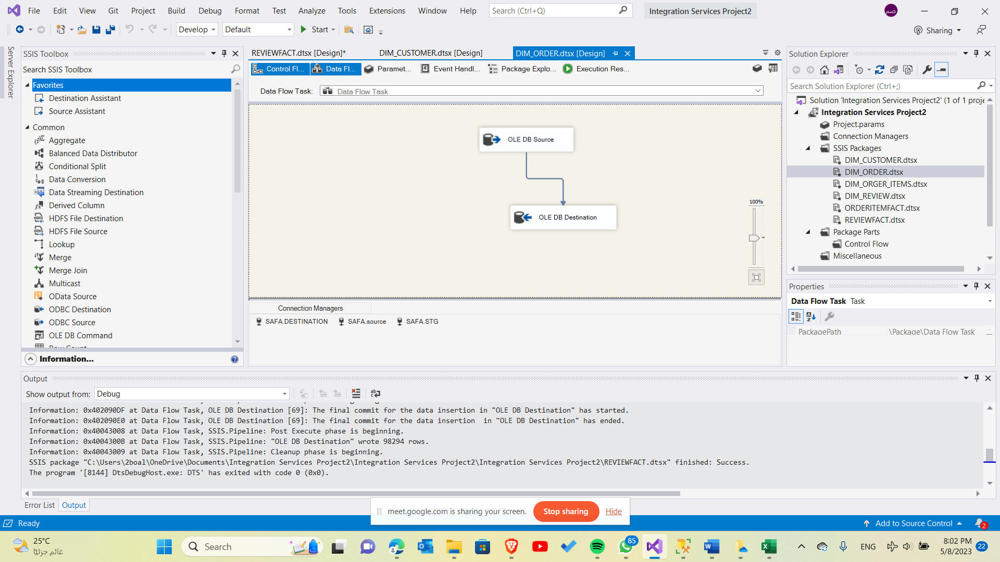 File Edit View Git Project Build Debug Format Test Analyze Tools Extensions Window Help Search (Ctrl+Q) Integration Services Project2 صم
Develop Default Start Sharing
Server Explorer
SSIS Toolbox
Search SSIS Toolbox
Favorites
Destination Assistant
Source Assistant
Common
Aggregate
Balanced Data Distributor
Conditional Split
Data Conversion
Data Streaming Destination
Derived Column
HDFS File Destination
HDFS File Source
Lookup
Merge
Merge Join
Multicast
OData Source
ODBC Destination
ODBC Source
OLE DB Command
Information...
REVIEWFACT.dtsx [Design]* DIM_CUSTOMER.dtsx [Design] DIM_ORDER.dtsx [Design]
Control Fl... Data Fl... Paramet... Event Handl... Package Explo... Execution Res...
Data Flow Task: Data Flow Task
OLE DB Source
OLE DB Destination
100%
Connection Managers
SAFA.DESTINATION SAFA.source SAFA.STG
Solution Explorer
Search Solution Explorer (Ctrl+;)
Solution 'Integration Services Project2' (1 of 1 proje
Integration Services Project2
Project.params
Connection Managers
SSIS Packages
DIM_CUSTOMER.dtsx
DIM_ORDER.dtsx
DIM_ORGER_ITEMS.dtsx
DIM_REVIEW.dtsx
ORDERITEMFACT.dtsx
REVIEWFACT.dtsx
Package Parts
Control Flow
Miscellaneous
Properties
Data Flow Task Task
PackagePath \Package\Data Flow Task
Output
Show output from: Debug
Information: 0x402090DF at Data Flow Task, OLE DB Destination [69]: The final commit for the data insertion in "OLE DB Destination" has started.
Information: 0x402090E0 at Data Flow Task, OLE DB Destination [69]: The final commit for the data insertion  in "OLE DB Destination" has ended.
Information: 0x40043008 at Data Flow Task, SSIS.Pipeline: Post Execute phase is beginning.
Information: 0x4004300B at Data Flow Task, SSIS.Pipeline: "OLE DB Destination" wrote 98294 rows.
Information: 0x40043009 at Data Flow Task, SSIS.Pipeline: Cleanup phase is beginning.
SSIS package "C:\Users\2boal\OneDrive\Documents\Integration Services Project2\Integration Services Project2\Integration Services Project2\REVIEWFACT.dtsx" finished: Success.
The program '[8144] DtsDebugHost.exe: DTS' has exited with code 0 (0x0).
Error List Output
meet.google.com is sharing your screen. Stop sharing Hide
Ready Add to Source Control 2
25°C
غائم جزئيًا
Search
85
ENG
8:02 PM
5/8/2023
22